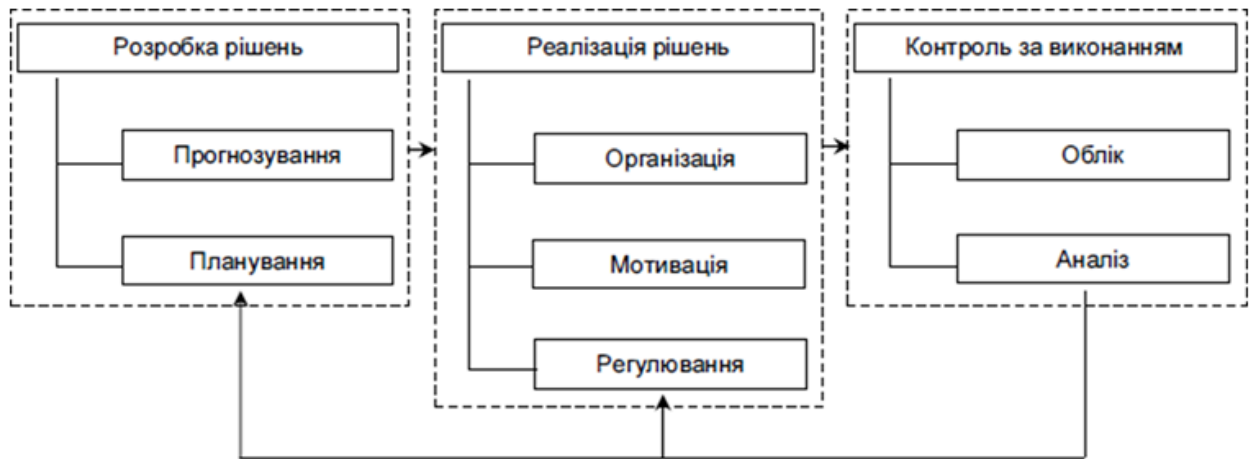 Розробка рішень
Прогнозування
Планування
Реалізація рішень
Організація
Мотивація
Регулювання
Контроль за виконанням
Облік
Аналіз